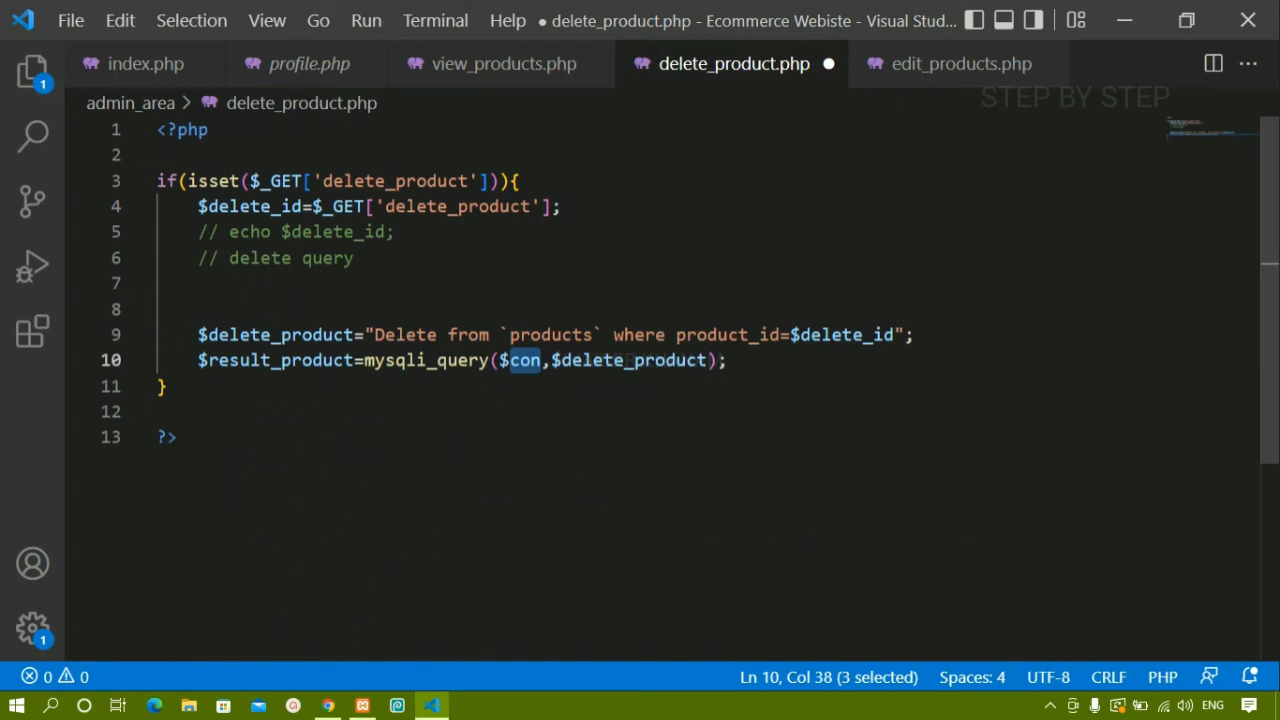 File Edit Selection View Go Run Terminal Help ● delete_product.php - Ecommerce Webiste - Visual Stud...
index.php profile.php view_products.php delete_product.php ● edit_products.php
admin_area > delete_product.php
STEP BY STEP
1 <?php
2
3 if(isset($_GET['delete_product'])){
4 $delete_id=$_GET['delete_product'];
5 // echo $delete_id;
6 // delete query
7
8
9 $delete_product="Delete from `products` where product_id=$delete_id";
10 $result_product=mysqli_query($con,$delete_product);
11 }
12
13 ?>
1
1
0 0 Ln 10, Col 38 (3 selected) Spaces: 4 UTF-8 CRLF PHP
ENG